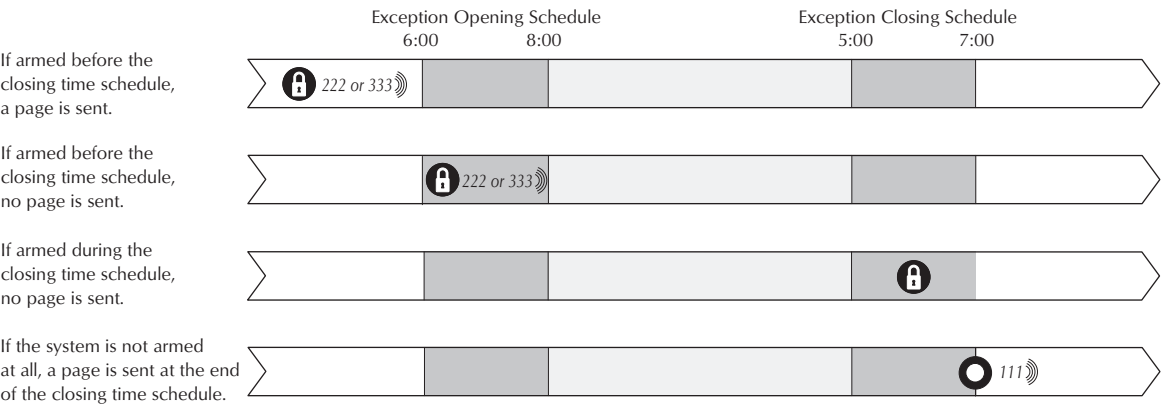 Exception Opening Schedule
Exception Closing Schedule
6:00
8:00
5:00
7:00
If armed before the
closing time schedule,
a page is sent.
222 or 333
If armed before the
closing time schedule,
no page is sent.
222 or 333
If armed during the
closing time schedule,
no page is sent.
If the system is not armed
at all, a page is sent at the end
of the closing time schedule.
111